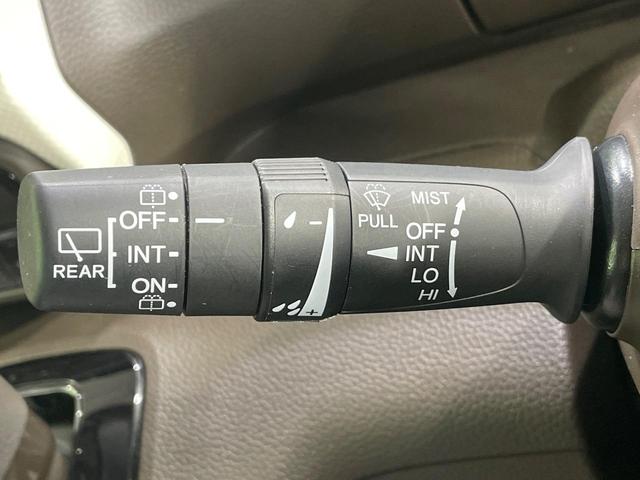 OFF
INT
ON
REAR
− +
PULL
MIST
OFF
INT
LO
HI